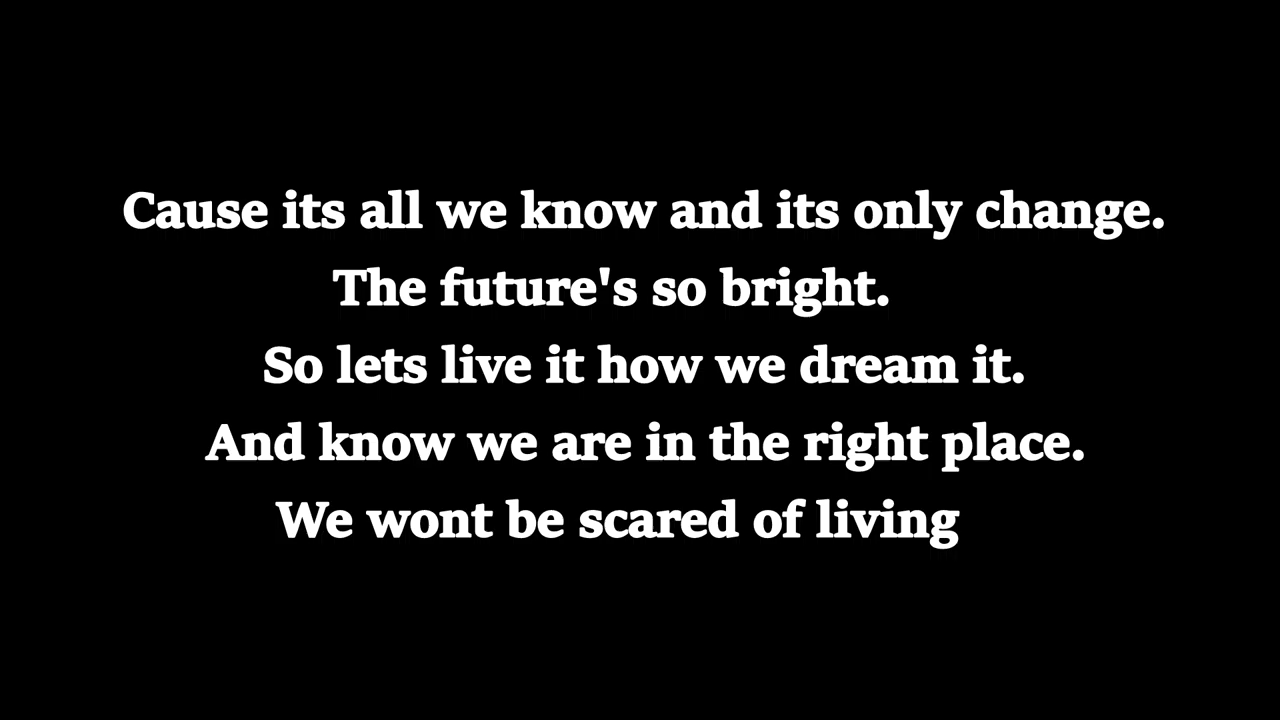 Cause its all we know and its only change.
The future's so bright.
So lets live it how we dream it.
And know we are in the right place.
We wont be scared of living